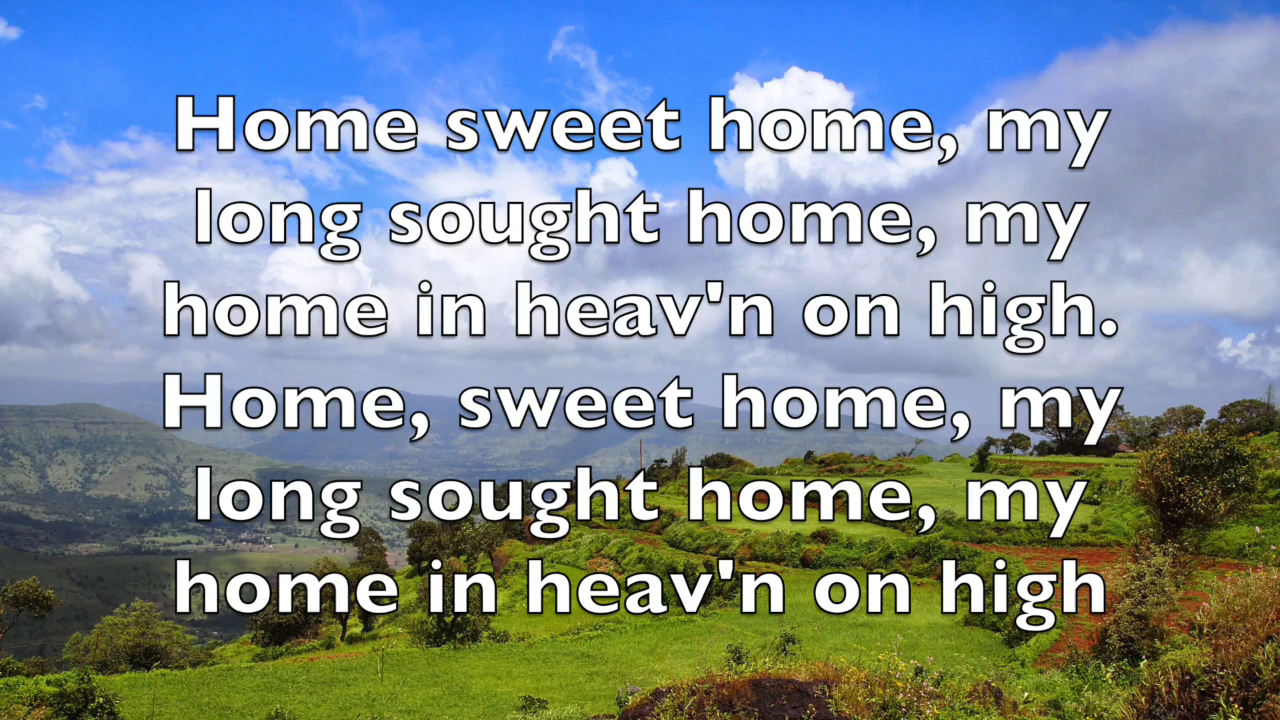 Home sweet home, my
long sought home, my
home in heav'n on high.
Home, sweet home, my
long sought home, my
home in heav'n on high